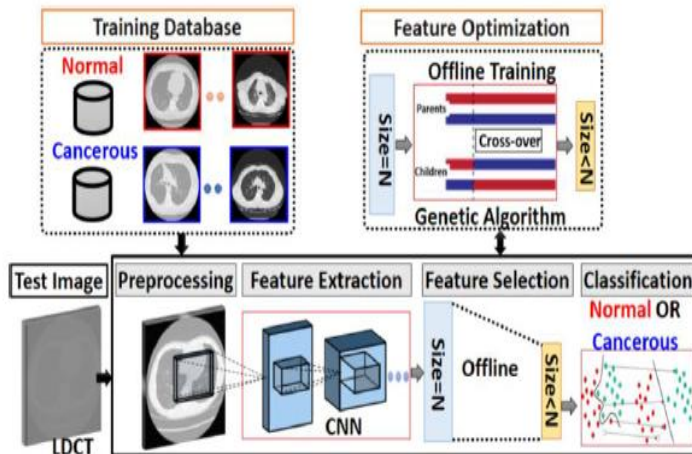 Training Database
Normal
Cancerous
Feature Optimization
Offline Training
Size=N
Parents
Cross-over
Children
Size<N
Genetic Algorithm
Test Image
Preprocessing
Feature Extraction
Feature Selection
Classification
Normal OR
Cancerous
Size=N
Offline
Size<N
CNN
LDCT